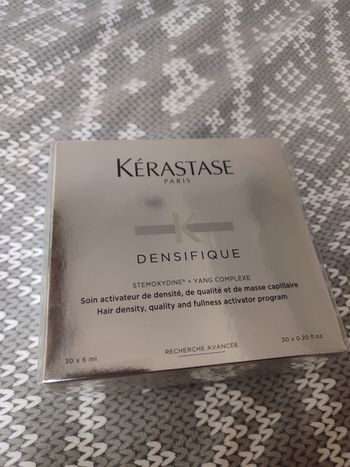 KÉRASTASE
PARIS
K
DENSIFIQUE
STEMOXYDINE® + YANG COMPLEXE
Soin activateur de densité, de qualité et de masse capillaire
Hair density, quality and fullness activator program
30 x 6 ml
30 x 0.20 fl.oz.
RECHERCHE AVANCÉE